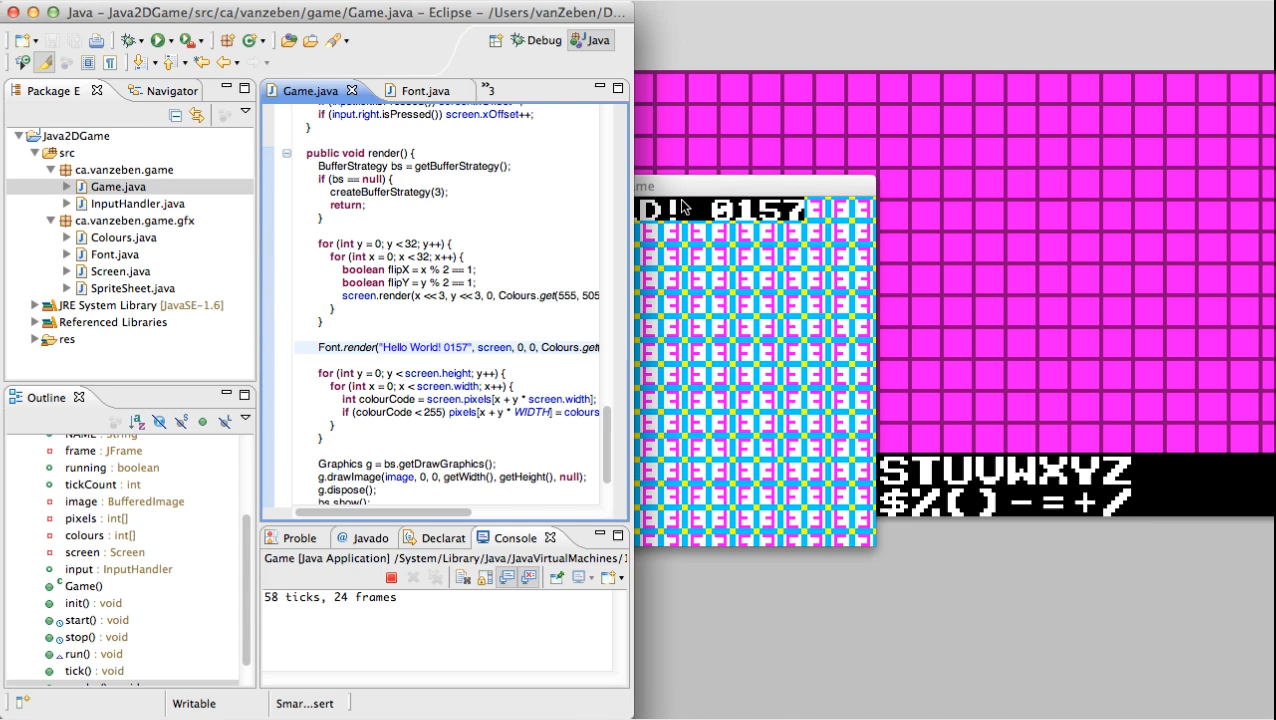 Java – Java2DGame/src/ca/vanzeben/game/Game.java – Eclipse – /Users/vanZeben/D...
Debug
Java
Package E
Navigator
Java2DGame
src
ca.vanzeben.game
Game.java
InputHandler.java
ca.vanzeben.game.gfx
Colours.java
Font.java
Screen.java
SpriteSheet.java
JRE System Library [JavaSE-1.6]
Referenced Libraries
res
Outline
NAME : String
frame : JFrame
running : boolean
tickCount : int
image : BufferedImage
pixels : int[]
colours : int[]
screen : Screen
input : InputHandler
Game()
init() : void
start() : void
stop() : void
run() : void
tick() : void
Game.java
Font.java
»3
if (input.right.isPressed()) screen.xOffset++;
}
public void render() {
BufferStrategy bs = getBufferStrategy();
if (bs == null) {
createBufferStrategy(3);
return;
}
for (int y = 0; y < 32; y++) {
for (int x = 0; x < 32; x++) {
boolean flipX = x % 2 == 1;
boolean flipY = y % 2 == 1;
screen.render(x << 3, y << 3, 0, Colours.get(555, 505
}
}
Font.render("Hello World! 0157", screen, 0, 0, Colours.get
for (int y = 0; y < screen.height; y++) {
for (int x = 0; x < screen.width; x++) {
int colourCode = screen.pixels[x + y * screen.width];
if (colourCode < 255) pixels[x + y * WIDTH] = colours
}
}
Graphics g = bs.getDrawGraphics();
g.drawImage(image, 0, 0, getWidth(), getHeight(), null);
g.dispose();
bs.show();
Proble
Javado
Declarat
Console
Game [Java Application] /System/Library/Java/JavaVirtualMachines/1
58 ticks, 24 frames
Writable
Smar...sert
me
D! 0157
STUVWXYZ
$%()-=+/